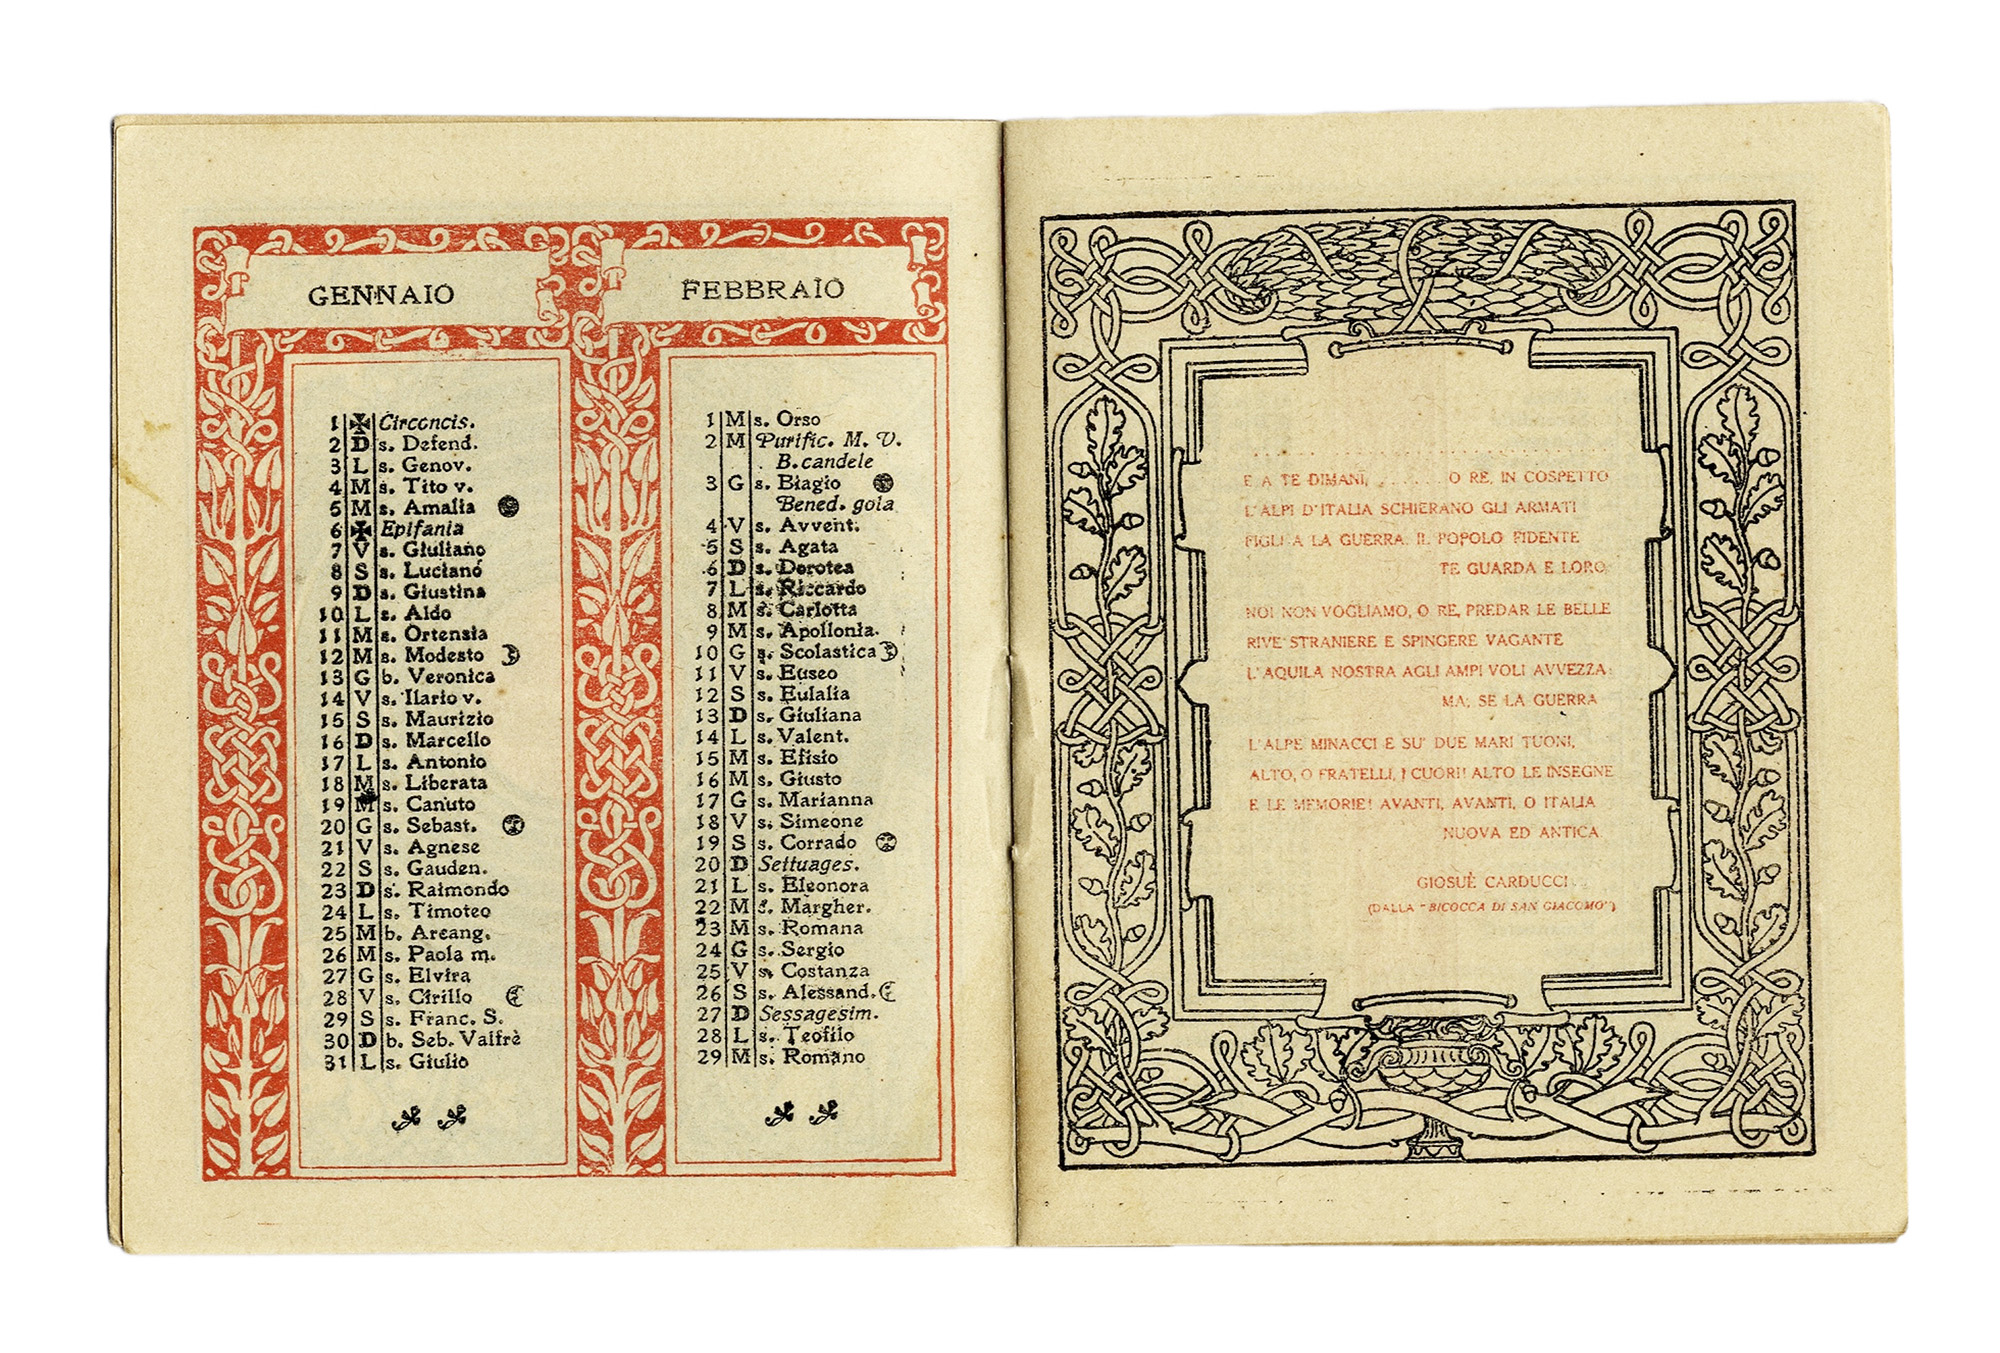 GENNAIO
1 ✠ Circoncis.
2 D s. Defend.
3 L s. Genov.
4 M s. Tito v.
5 M s. Amalia
6 ✠ Epifania
7 V s. Giuliano
8 S s. Luciano
9 D s. Giustina
10 L s. Aldo
11 M s. Ortensia
12 M s. Modesto
13 G b. Veronica
14 V s. Ilario v.
15 S s. Maurizio
16 D s. Marcello
17 L s. Antonio
18 M s. Liberata
19 M s. Canuto
20 G s. Sebast.
21 V s. Agnese
22 S s. Gauden.
23 D s. Raimondo
24 L s. Timoteo
25 M b. Arcang.
26 M s. Paola m.
27 G s. Elvira
28 V s. Cirillo
29 S s. Franc. S.
30 D b. Seb. Valfrè
31 L s. Giulio
FEBBRAIO
1 M s. Orso
2 M Purific. M. V.
B. candele
3 G s. Biagio
Bened. gola
4 V s. Avvent.
5 S s. Agata
6 D s. Dorotea
7 L s. Riccardo
8 M s. Carlotta
9 M s. Apollonia.
10 G s. Scolastica
11 V s. Euseo
12 S s. Eulalia
13 D s. Giuliana
14 L s. Valent.
15 M s. Efisio
16 M s. Giusto
17 G s. Marianna
18 V s. Simeone
19 S s. Corrado
20 D Settuages.
21 L s. Eleonora
22 M s. Margher.
23 M s. Romana
24 G s. Sergio
25 V s. Costanza
26 S s. Alessand.
27 D Sessagesim.
28 L s. Teofilo
29 M s. Romano
E A TE DIMANI, . . . . . . O RE, IN COSPETTO
L'ALPI D'ITALIA SCHIERANO GLI ARMATI
FIGLI A LA GUERRA. IL POPOLO FIDENTE
TE GUARDA E LORO.
NOI NON VOGLIAMO, O RE, PREDAR LE BELLE
RIVE STRANIERE E SPINGERE VAGANTE
L'AQUILA NOSTRA AGLI AMPI VOLI AVVEZZA:
MA, SE LA GUERRA
L'ALPE MINACCI E SU' DUE MARI TUONI,
ALTO, O FRATELLI, I CUORI! ALTO LE INSEGNE
E LE MEMORIE! AVANTI, AVANTI, O ITALIA
NUOVA ED ANTICA.
GIOSUÈ CARDUCCI
(DALLA "BICOCCA DI SAN GIACOMO")